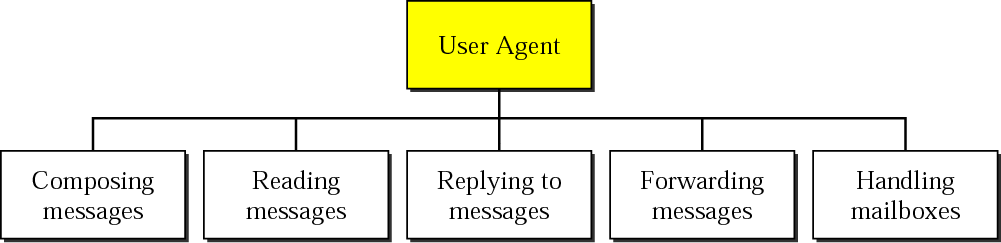 User Agent
Composing
messages
Reading
messages
Replying to
messages
Forwarding
messages
Handling
mailboxes